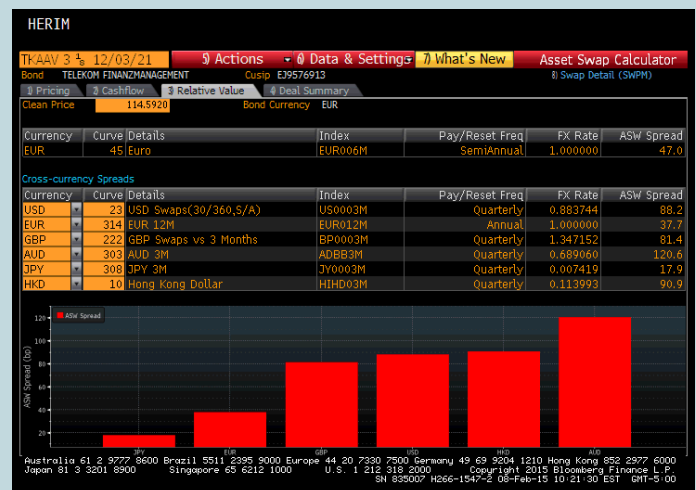 HERIM
TKAAV 3 ⅛ 12/03/21 5) Actions 6) Data & Settings 7) What's New Asset Swap Calculator
Bond TELEKOM FINANZMANAGEMENT Cusip EJ9576913 8) Swap Detail (SWPM)
1) Pricing 2) Cashflow 3) Relative Value 4) Deal Summary
Clean Price 114.5920 Bond Currency EUR
Currency Curve Details Index Pay/Reset Freq FX Rate ASW Spread
EUR 45 Euro EUR006M SemiAnnual 1.000000 47.0
Cross-currency Spreads
Currency Curve Details Index Pay/Reset Freq FX Rate ASW Spread
USD 23 USD Swaps(30/360,S/A) US0003M Quarterly 0.883744 88.2
EUR 314 EUR 12M EUR012M Annual 1.000000 37.7
GBP 222 GBP Swaps vs 3 Months BP0003M Quarterly 1.347152 81.4
AUD 303 AUD 3M ADBB3M Quarterly 0.689060 120.6
JPY 308 JPY 3M JY0003M Quarterly 0.007419 17.9
HKD 10 Hong Kong Dollar HIHD03M Quarterly 0.113993 90.9
ASW Spread
ASW Spread (bp)
120
100
80
60
40
20
JPY EUR GBP USD HKD AUD
Australia 61 2 9777 8600 Brazil 5511 2395 9000 Europe 44 20 7330 7500 Germany 49 69 9204 1210 Hong Kong 852 2977 6000
Japan 81 3 3201 8900 Singapore 65 6212 1000 U.S. 1 212 318 2000 Copyright 2015 Bloomberg Finance L.P.
SN 835007 H266-1547-2 08-Feb-15 10:21:30 EST GMT-5:00